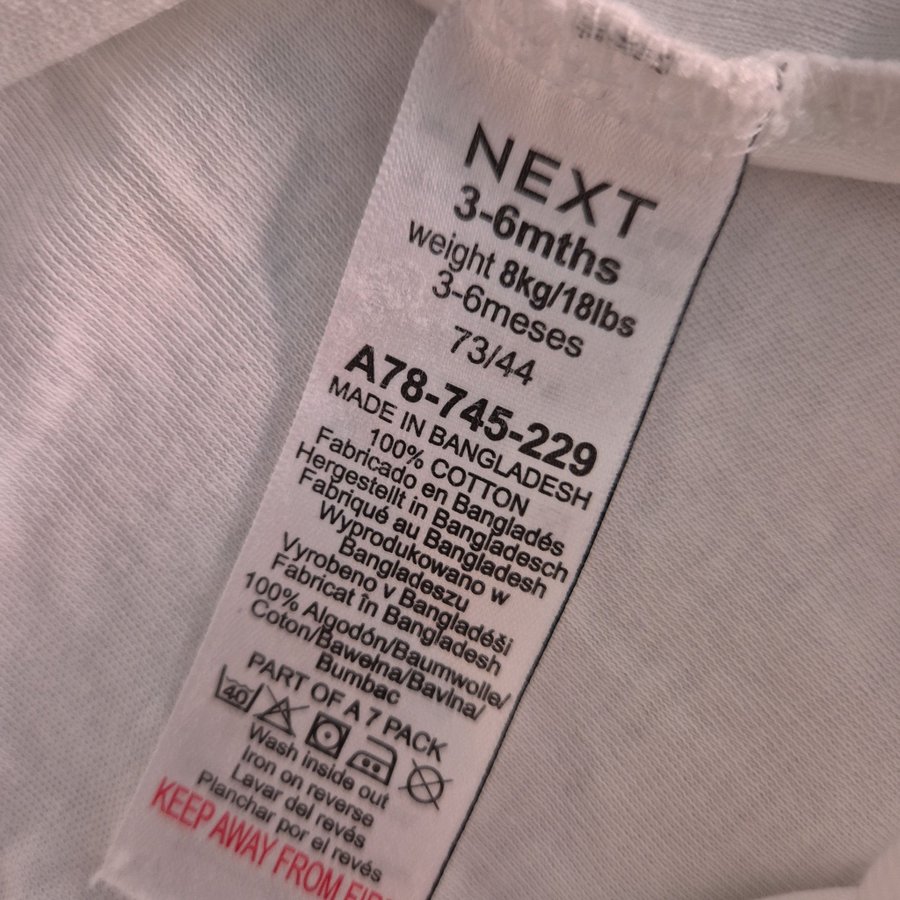 NEXT
3-6mths
weight 8kg/18lbs
3-6meses
73/44
A78-745-229
MADE IN BANGLADESH
100% COTTON
Fabricado en Bangladés
Hergestellt in Bangladesch
Fabriqué au Bangladesh
Wyprodukowano w
Bangladeszu
Vyrobeno v Bangladéši
Fabricat în Bangladesh
100% Algodón/Baumwolle/
Coton/Bawełna/Bavlna/
Bumbac
PART OF A 7 PACK
40
Wash inside out
Iron on reverse
Lavar del revés
Planchar por el revés
KEEP AWAY FROM